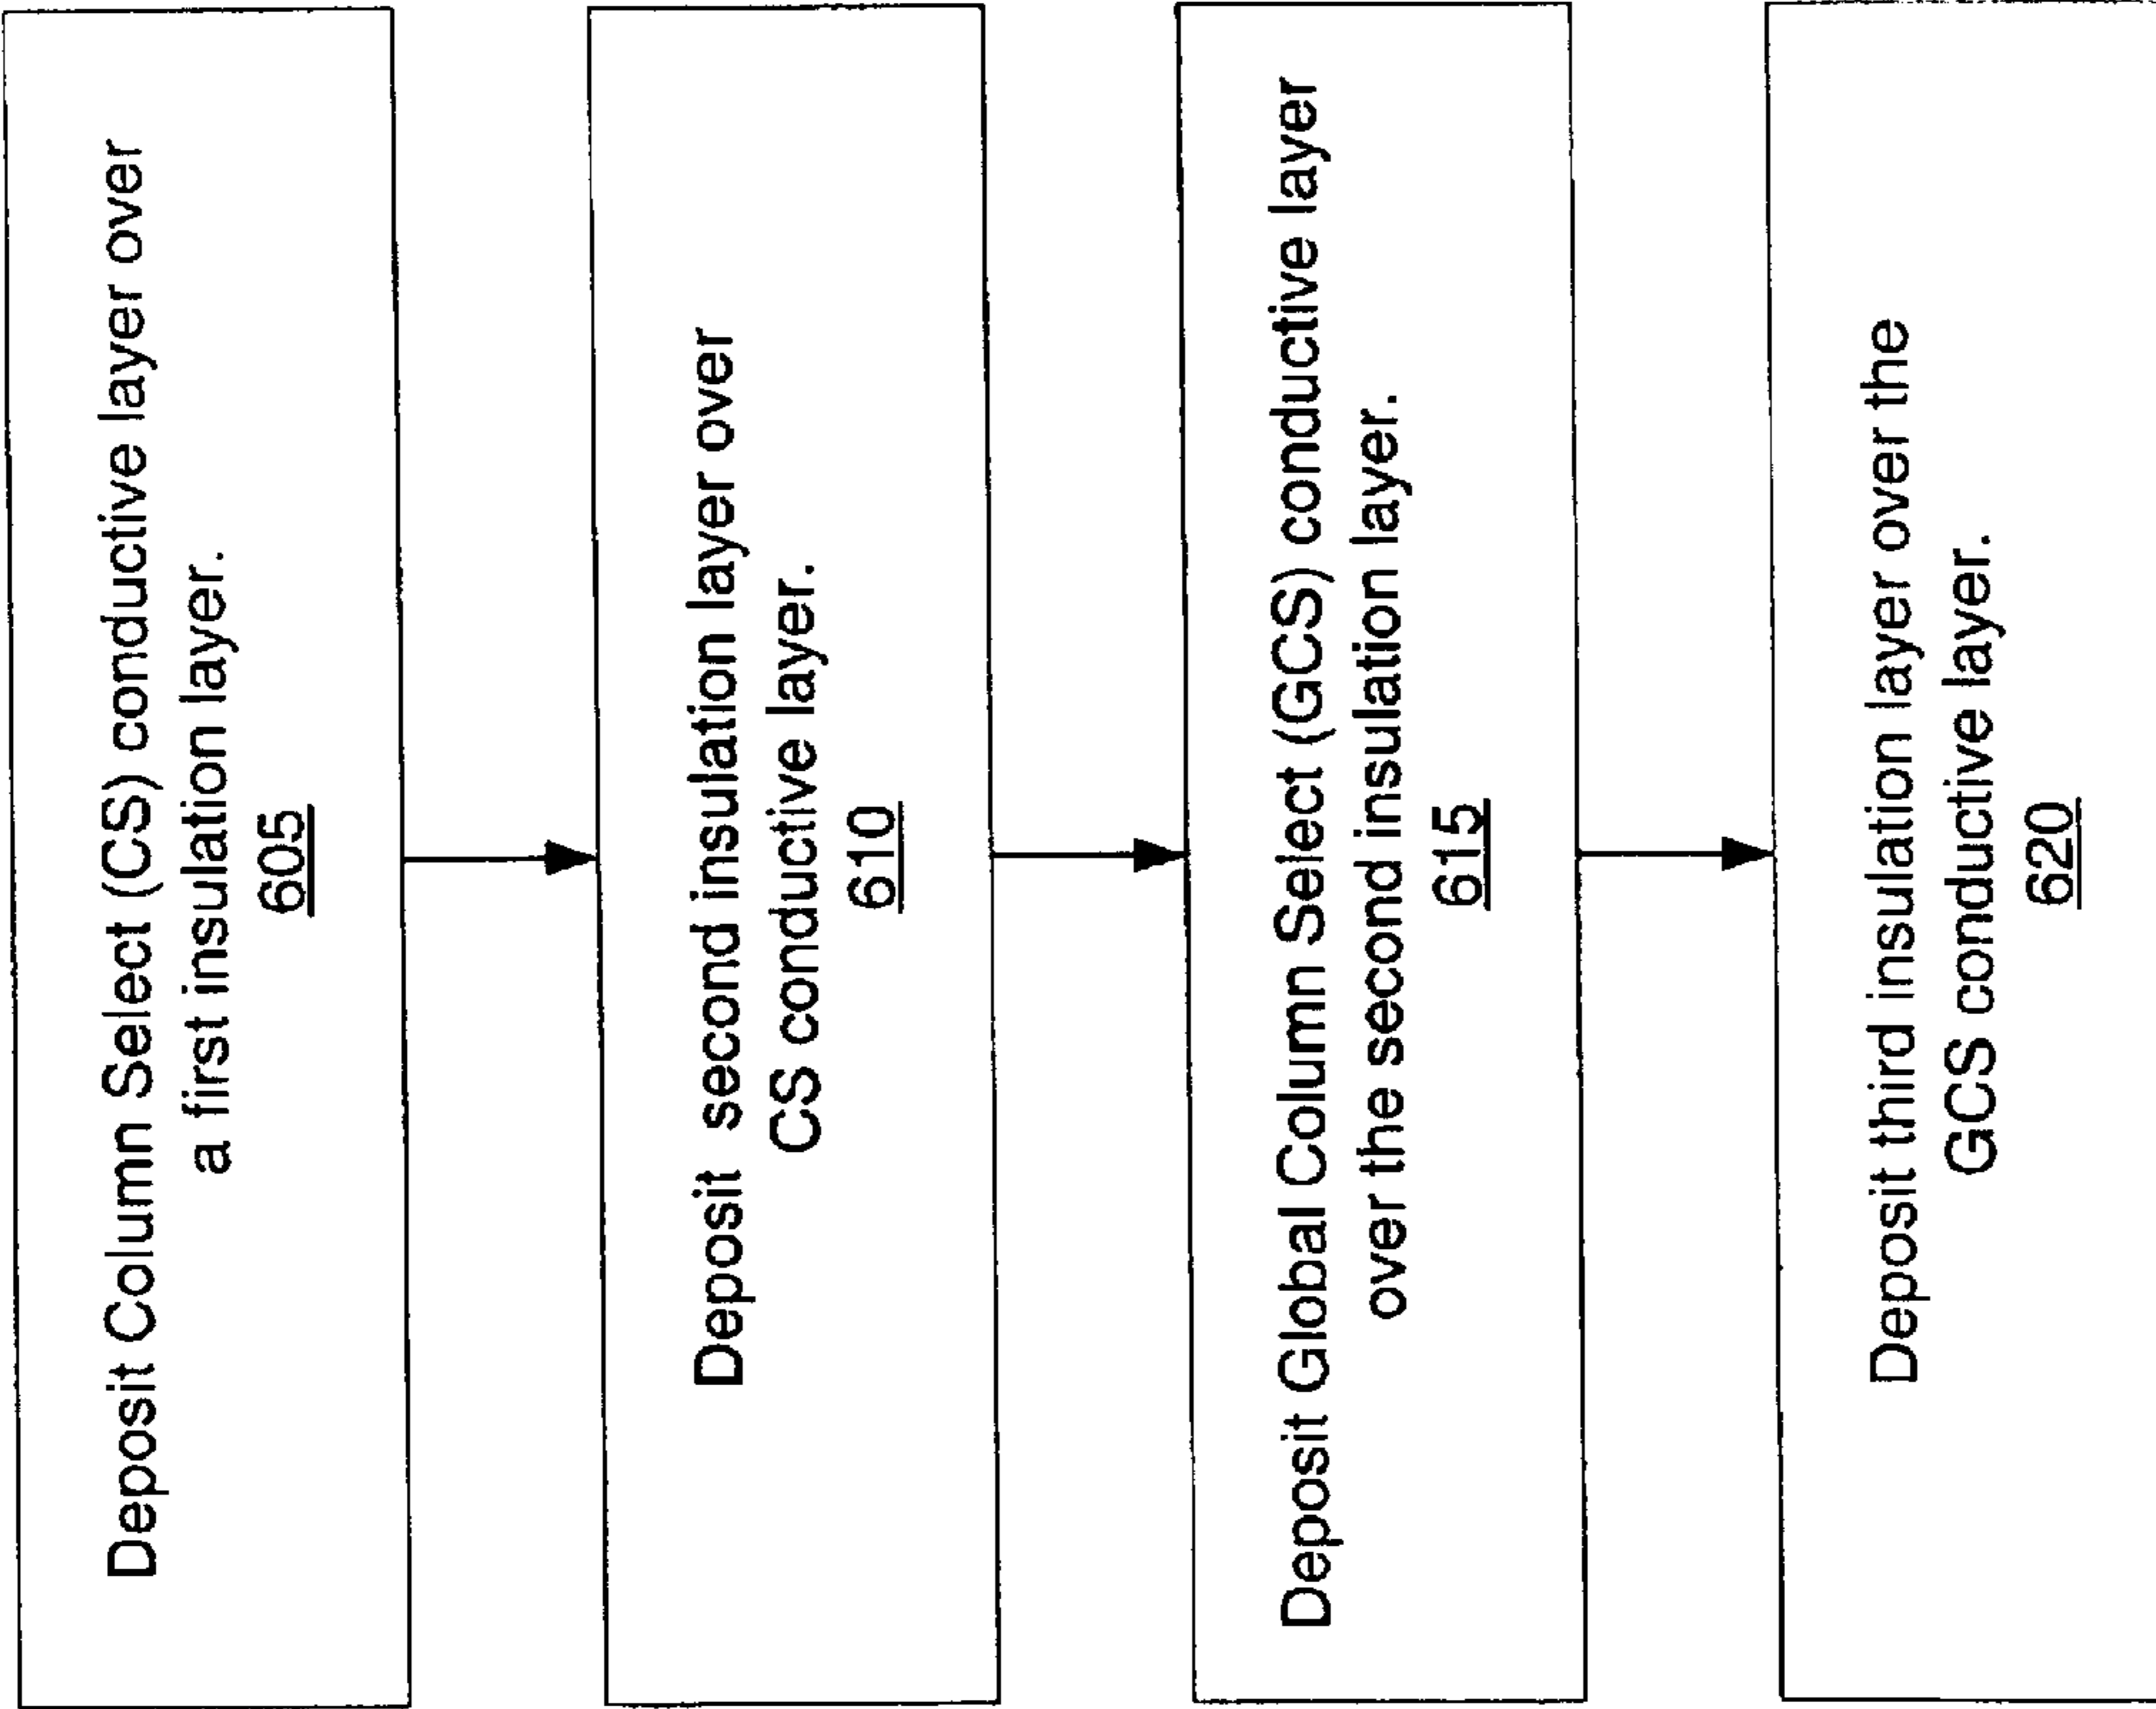 Deposit Column Select (CS) conductive layer over
a first insulation layer.
605
Deposit second insulation layer over
CS conductive layer.
610
Deposit Global Column Select (GCS) conductive layer
over the second insulation layer.
615
Deposit third insulation layer over the
GCS conductive layer.
620